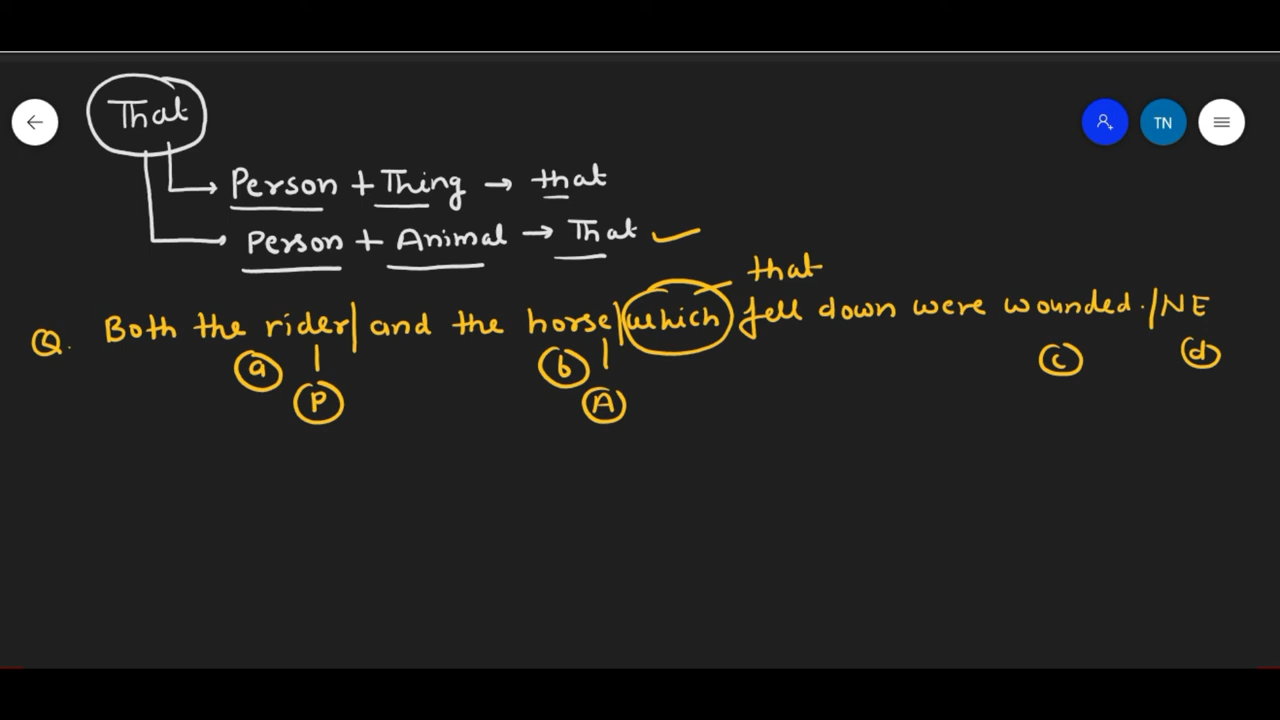 TN
That
Person + Thing → that
Person + Animal → That ✓
that
Q. Both the rider/ and the horse/ which fell down were wounded./ NE
a b c d
P A